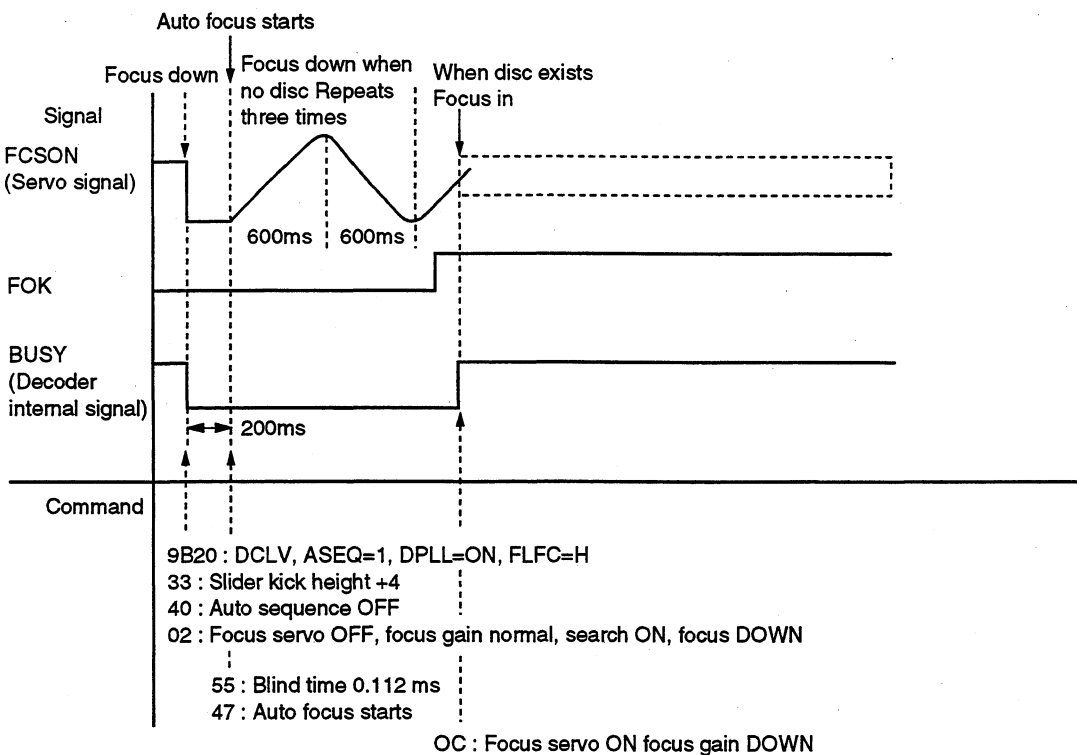 Auto focus starts
Focus down
Focus down when
no disc Repeats
three times
When disc exists
Focus in
Signal
FCSON
(Servo signal)
600ms
600ms
FOK
BUSY
(Decoder
internal signal)
200ms
Command
9B20 : DCLV, ASEQ=1, DPLL=ON, FLFC=H
33 : Slider kick height +4
40 : Auto sequence OFF
02 : Focus servo OFF, focus gain normal, search ON, focus DOWN
55 : Blind time 0.112 ms
47 : Auto focus starts
OC : Focus servo ON focus gain DOWN